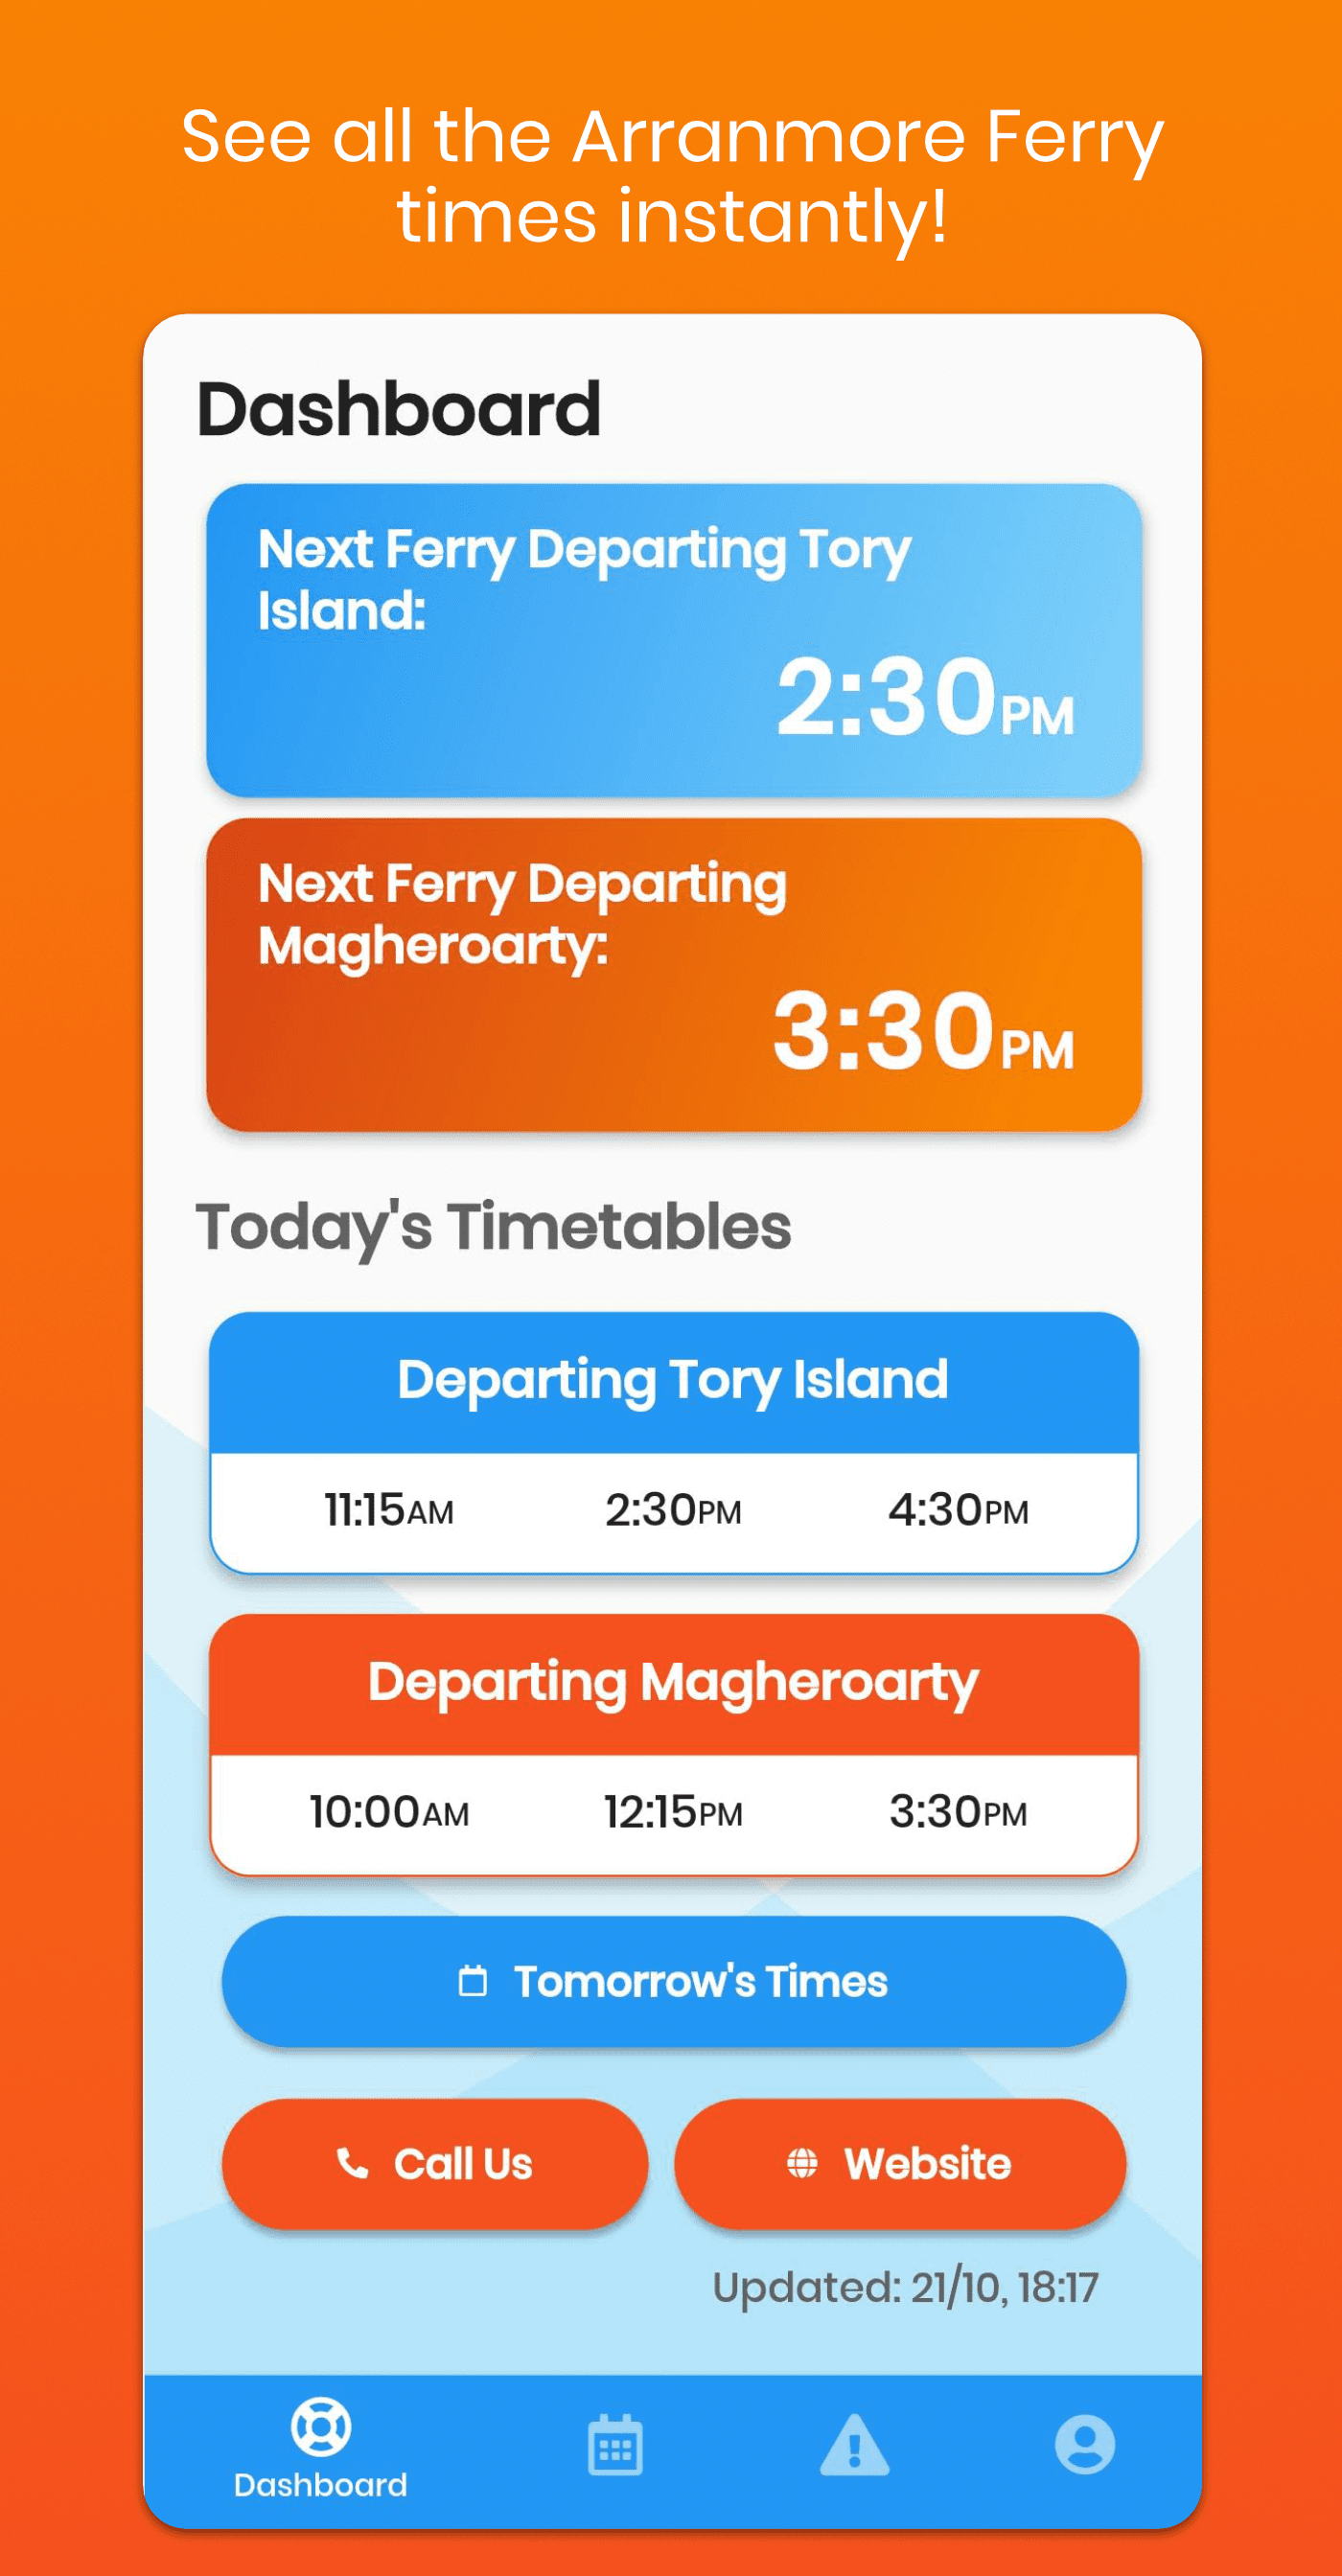 See all the Arranmore Ferry
times instantly!
Dashboard
Next Ferry Departing Tory
Island:
2:30PM
Next Ferry Departing
Magheroarty:
3:30PM
Today's Timetables
Departing Tory Island
11:15AM 2:30PM 4:30PM
Departing Magheroarty
10:00AM 12:15PM 3:30PM
Tomorrow's Times
Call Us Website
Updated: 21/10, 18:17
Dashboard